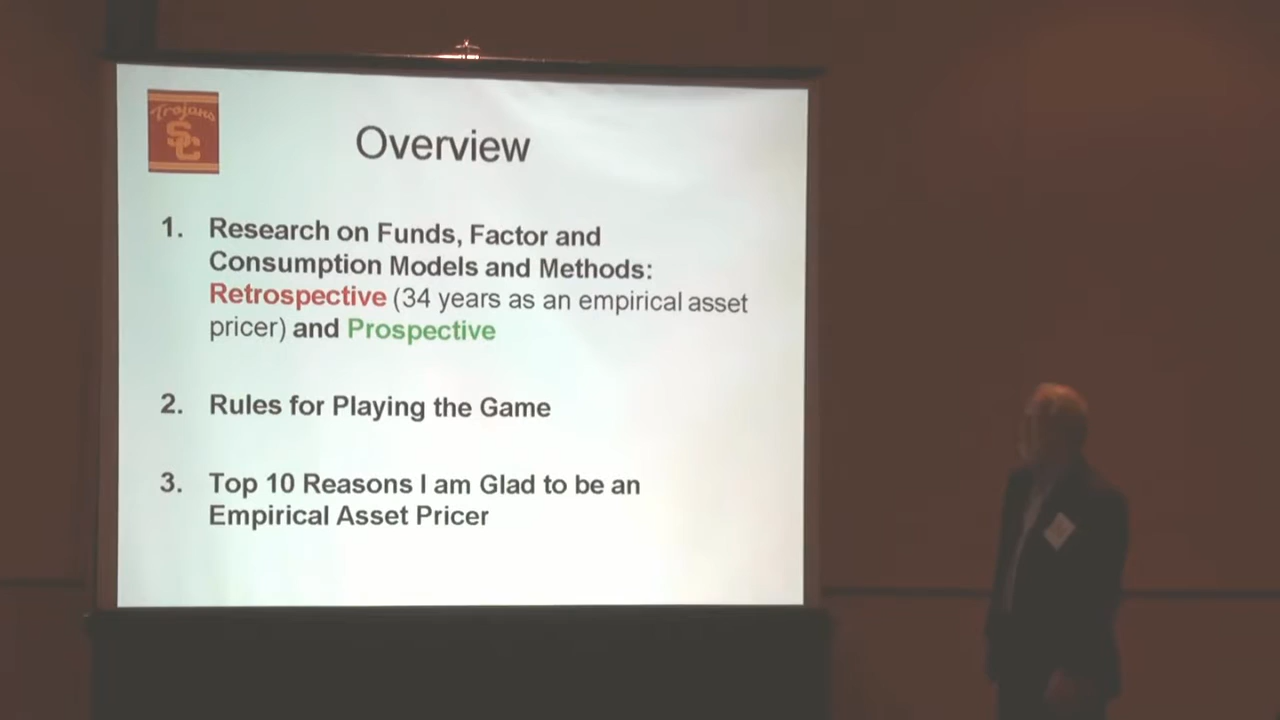 Trojans
SC
Overview
1. Research on Funds, Factor and
Consumption Models and Methods:
Retrospective (34 years as an empirical asset
pricer) and Prospective
2. Rules for Playing the Game
3. Top 10 Reasons I am Glad to be an
Empirical Asset Pricer